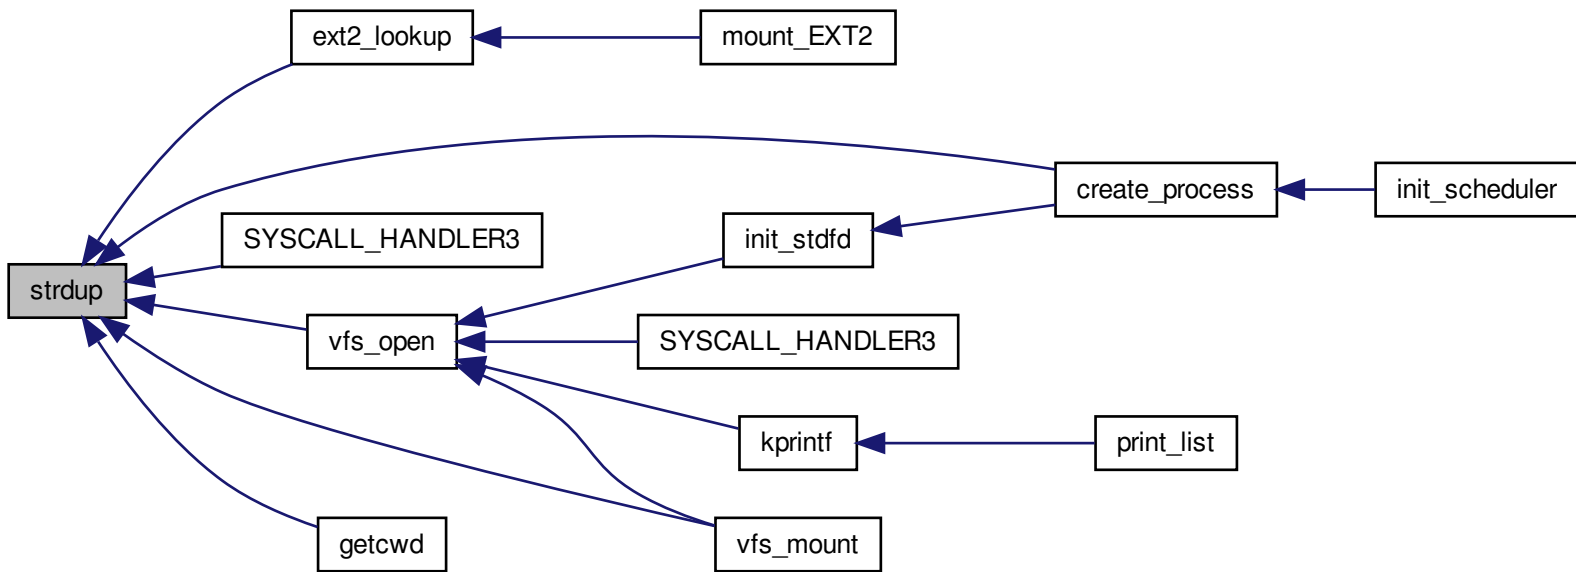 ext2_lookup
mount_EXT2
create_process
init_scheduler
SYSCALL_HANDLER3
init_stdfd
strdup
vfs_open
SYSCALL_HANDLER3
kprintf
print_list
getcwd
vfs_mount